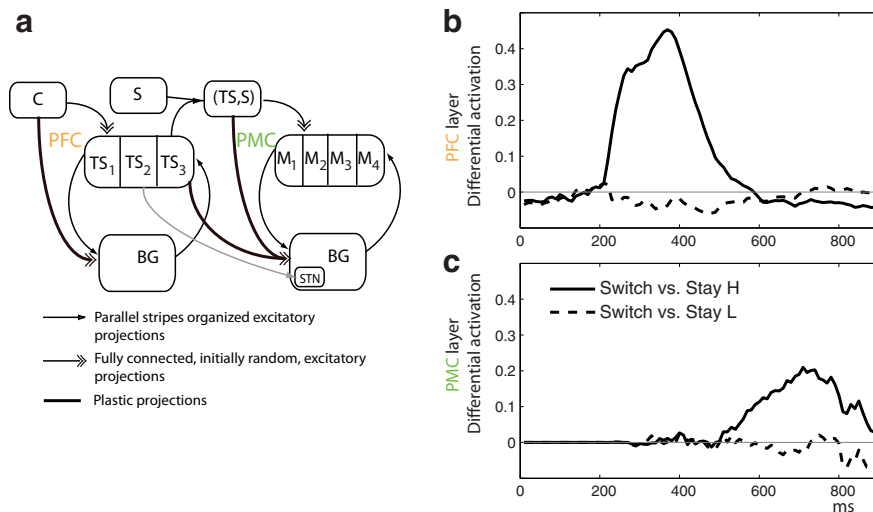 a
C
S
(TS,S)
PFC
PMC
TS1 TS2 TS3
M1 M2 M3 M4
BG
BG
STN
Parallel stripes organized excitatory
projections
Fully connected, initially random, excitatory
projections
Plastic projections
b
PFC layer
Differential activation
0.4
0.3
0.2
0.1
0
0 200 400 600 800
c
PMC layer
Differential activation
Switch vs. Stay H
Switch vs. Stay L
0.4
0.3
0.2
0.1
0
0 200 400 600 800
ms